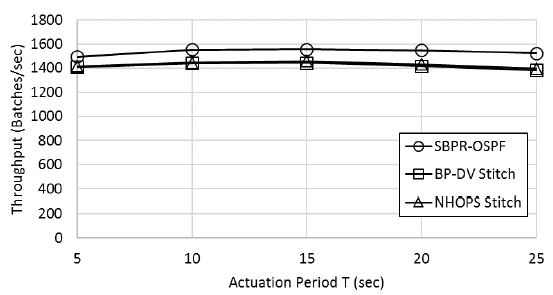 1800
1600
1400
1200
1000
800
600
400
200
0
Throughput (Batches/sec)
SBPR-OSPF
BP-DV Stitch
NHOPS Stitch
5 10 15 20 25
Actuation Period T (sec)